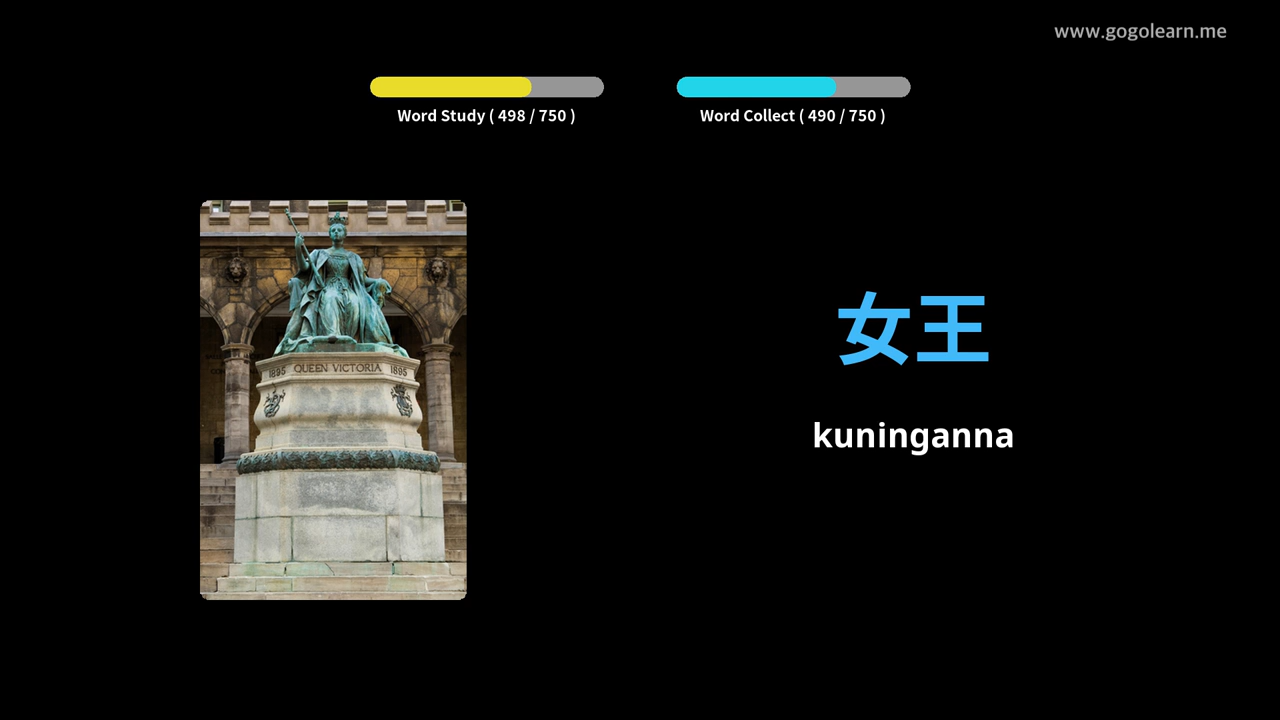 www.gogolearn.me
Word Study ( 498 / 750 )
Word Collect ( 490 / 750 )
1895 QUEEN VICTORIA 1895
女王
kuninganna